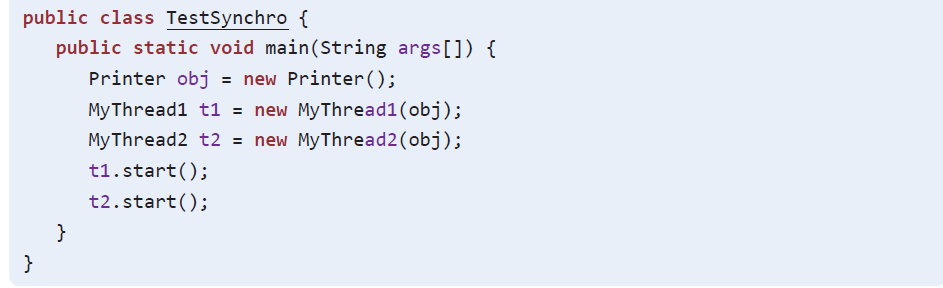 public class TestSynchro {
public static void main(String args[]) {
Printer obj = new Printer();
MyThread1 t1 = new MyThread1(obj);
MyThread2 t2 = new MyThread2(obj);
t1.start();
t2.start();
}
}